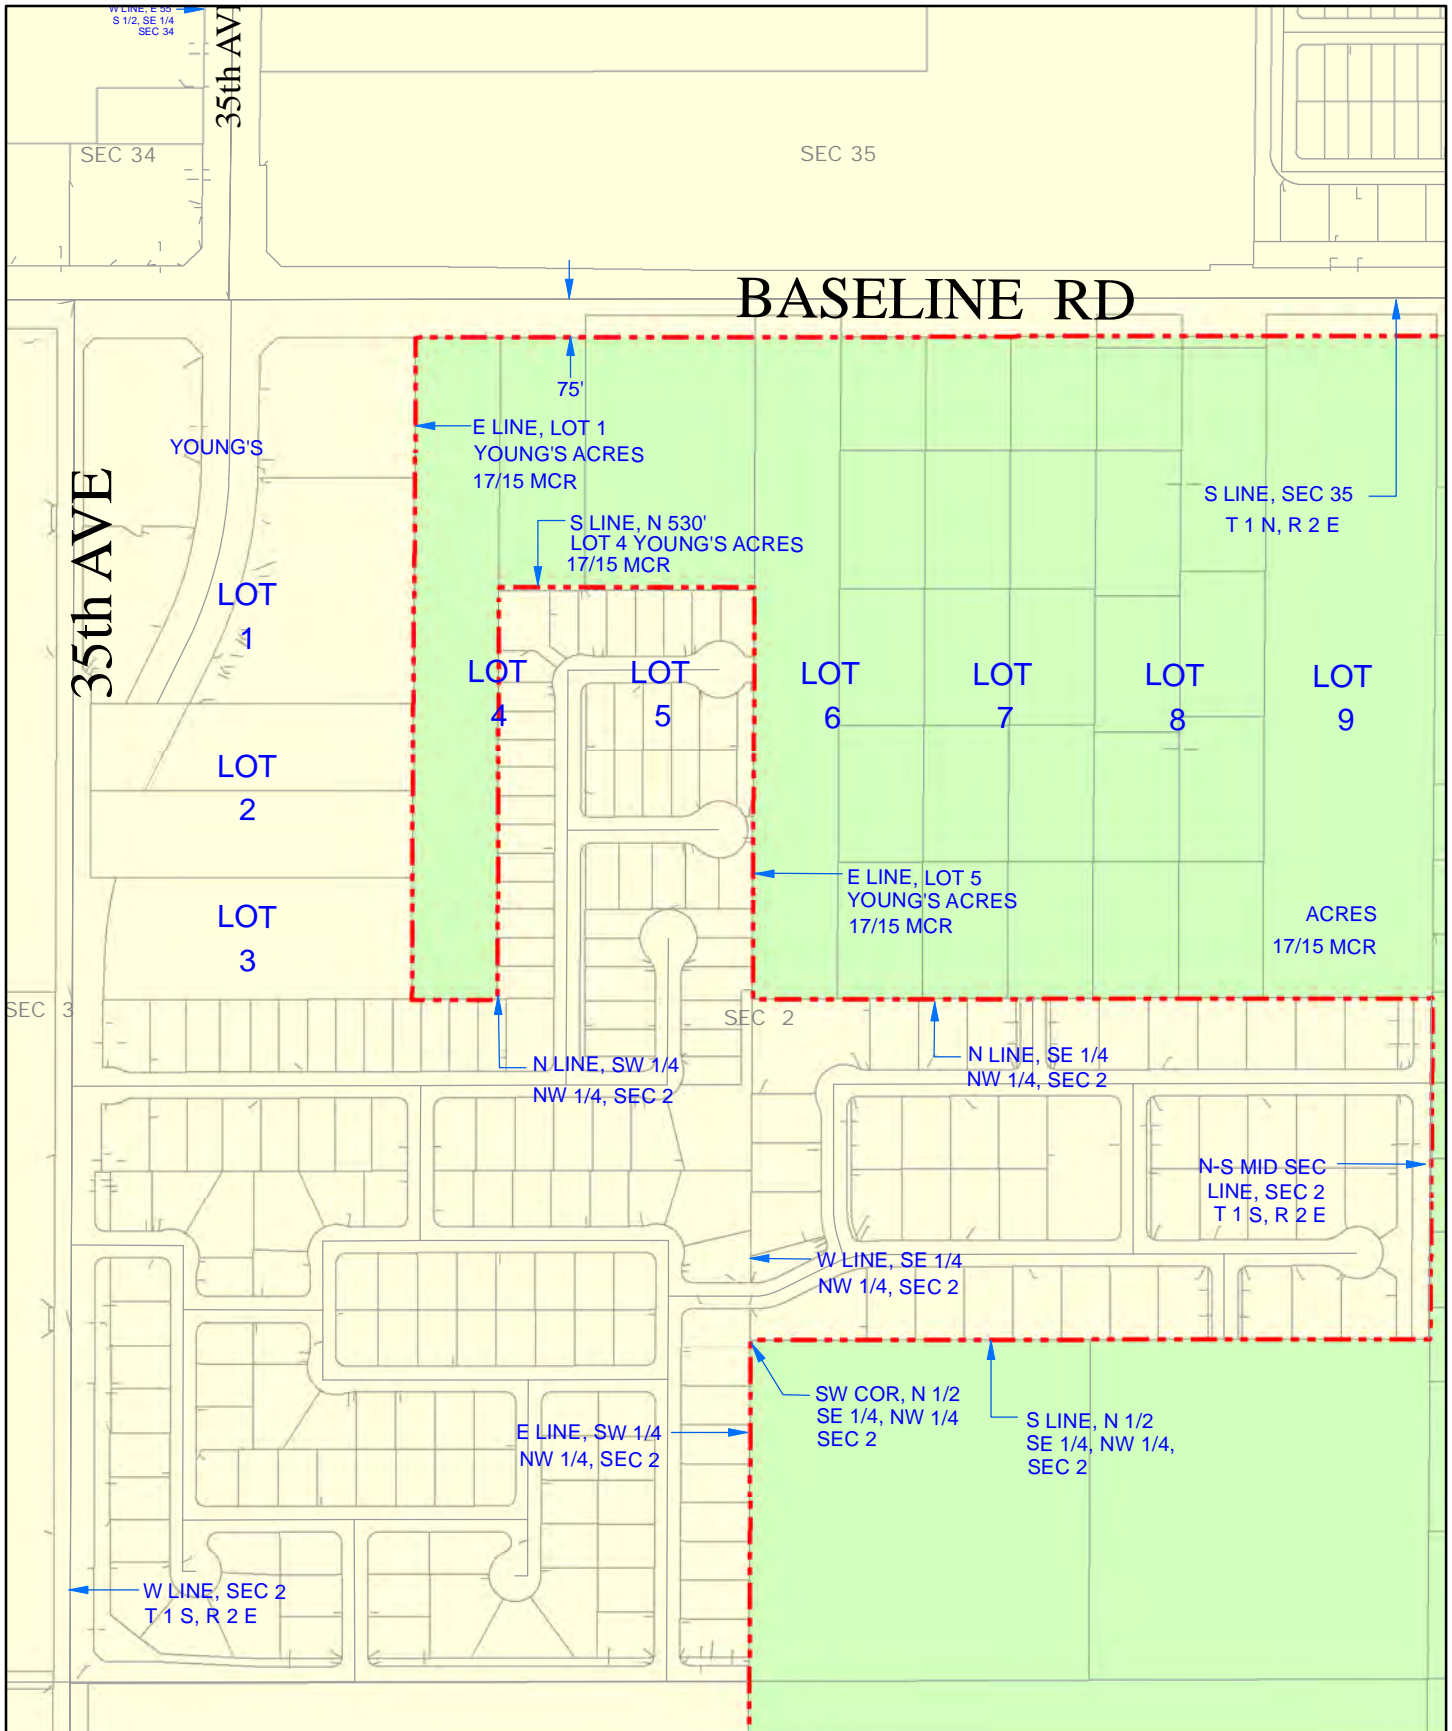 W LINE, E 55'
S 1/2, SE 1/4
SEC 34
35th AVE
SEC 34
SEC 35
BASELINE RD
75'
E LINE, LOT 1
YOUNG'S ACRES
17/15 MCR
YOUNG'S
35th AVE
S LINE, SEC 35
T 1 N, R 2 E
S LINE, N 530'
LOT 4 YOUNG'S ACRES
17/15 MCR
LOT
1
LOT
4
LOT
5
LOT
6
LOT
7
LOT
8
LOT
9
LOT
2
E LINE, LOT 5
YOUNG'S ACRES
17/15 MCR
ACRES
17/15 MCR
LOT
3
SEC 3
SEC 2
N LINE, SW 1/4
NW 1/4, SEC 2
N LINE, SE 1/4
NW 1/4, SEC 2
N-S MID SEC
LINE, SEC 2
T 1 S, R 2 E
W LINE, SE 1/4
NW 1/4, SEC 2
SW COR, N 1/2
SE 1/4, NW 1/4
SEC 2
S LINE, N 1/2
SE 1/4, NW 1/4,
SEC 2
E LINE, SW 1/4
NW 1/4, SEC 2
W LINE, SEC 2
T 1 S, R 2 E